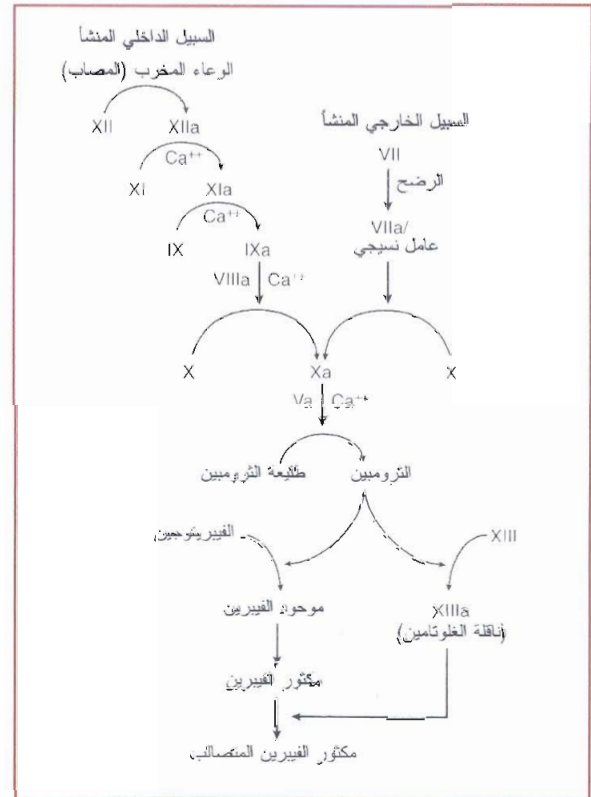 السبيل الداخلي المنشأ
الوعاء المخرب (المصاب)
XII XIIa
السبيل الخارجي المنشأ
Ca++
VII
XI XIa
الرضح
Ca++
VIIa/
عامل نسيجي
IX IXa
VIIIa Ca++
X Xa X
Va Ca++
طليعة الثرومبين الترومبين
الفيبرينوجين XIII
موحود الفيبرين XIIIa
(ناقلة الغلوتامين)
مكثور الفيبرين
مكثور الفيبرين المتصالب